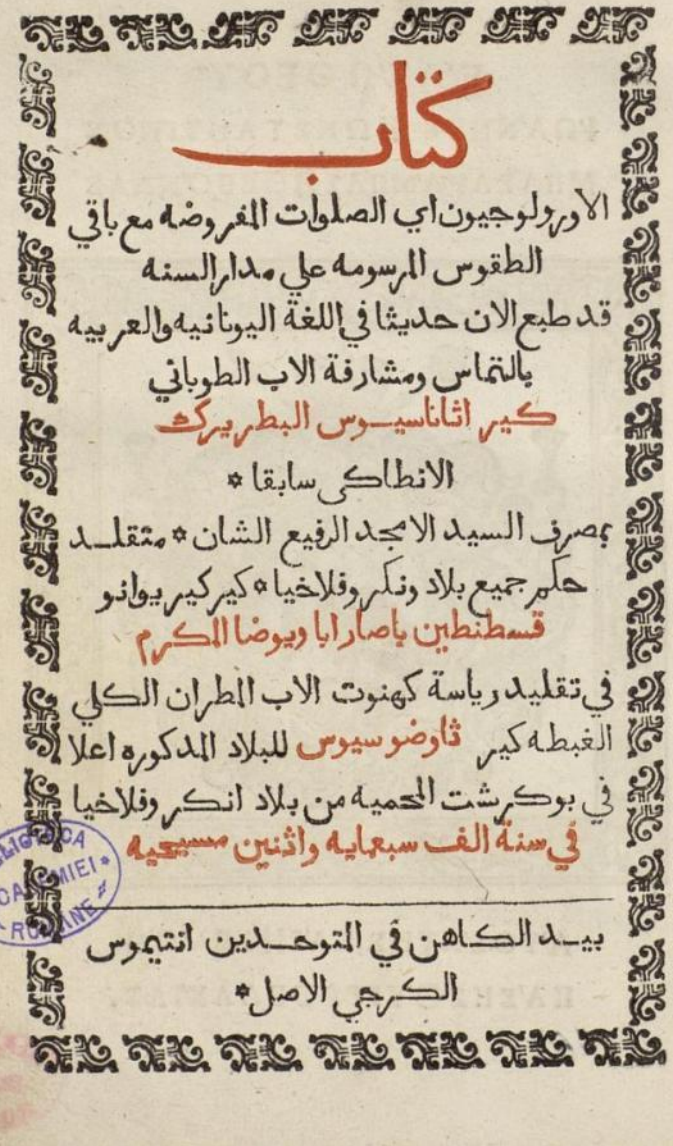 كتاب
الاورولوجيون اي الصلوات المفروضه مع باقي
الطقوس المرسومه علي مدار السنه
قد طبع الان حديثا في اللغة اليونانيه والعربيه
بالتماس ومشارفة الاب الطوباني
كير اثاناسيوس البطريرك
الانطاكي سابقا *
بمصرف السيد الامجد الرفيع الشان * متقلد
حكم جميع بلاد ونكروفلاخيا * كير كير يوانو
قسطنطين باصارابا ويوضا المكرم
في تقليد رياسة كهنوت الاب المطران الكلي
الغبطه كير ثاوضوسيوس للبلاد المذكوره اعلا
في بوكرشت المحميه من بلاد انكروفلاخيا
في سنة الف سبعمايه واثنين مسيحيه
بيد الكاهن في المتوحدين انتيموس
الكرجي الاصل *